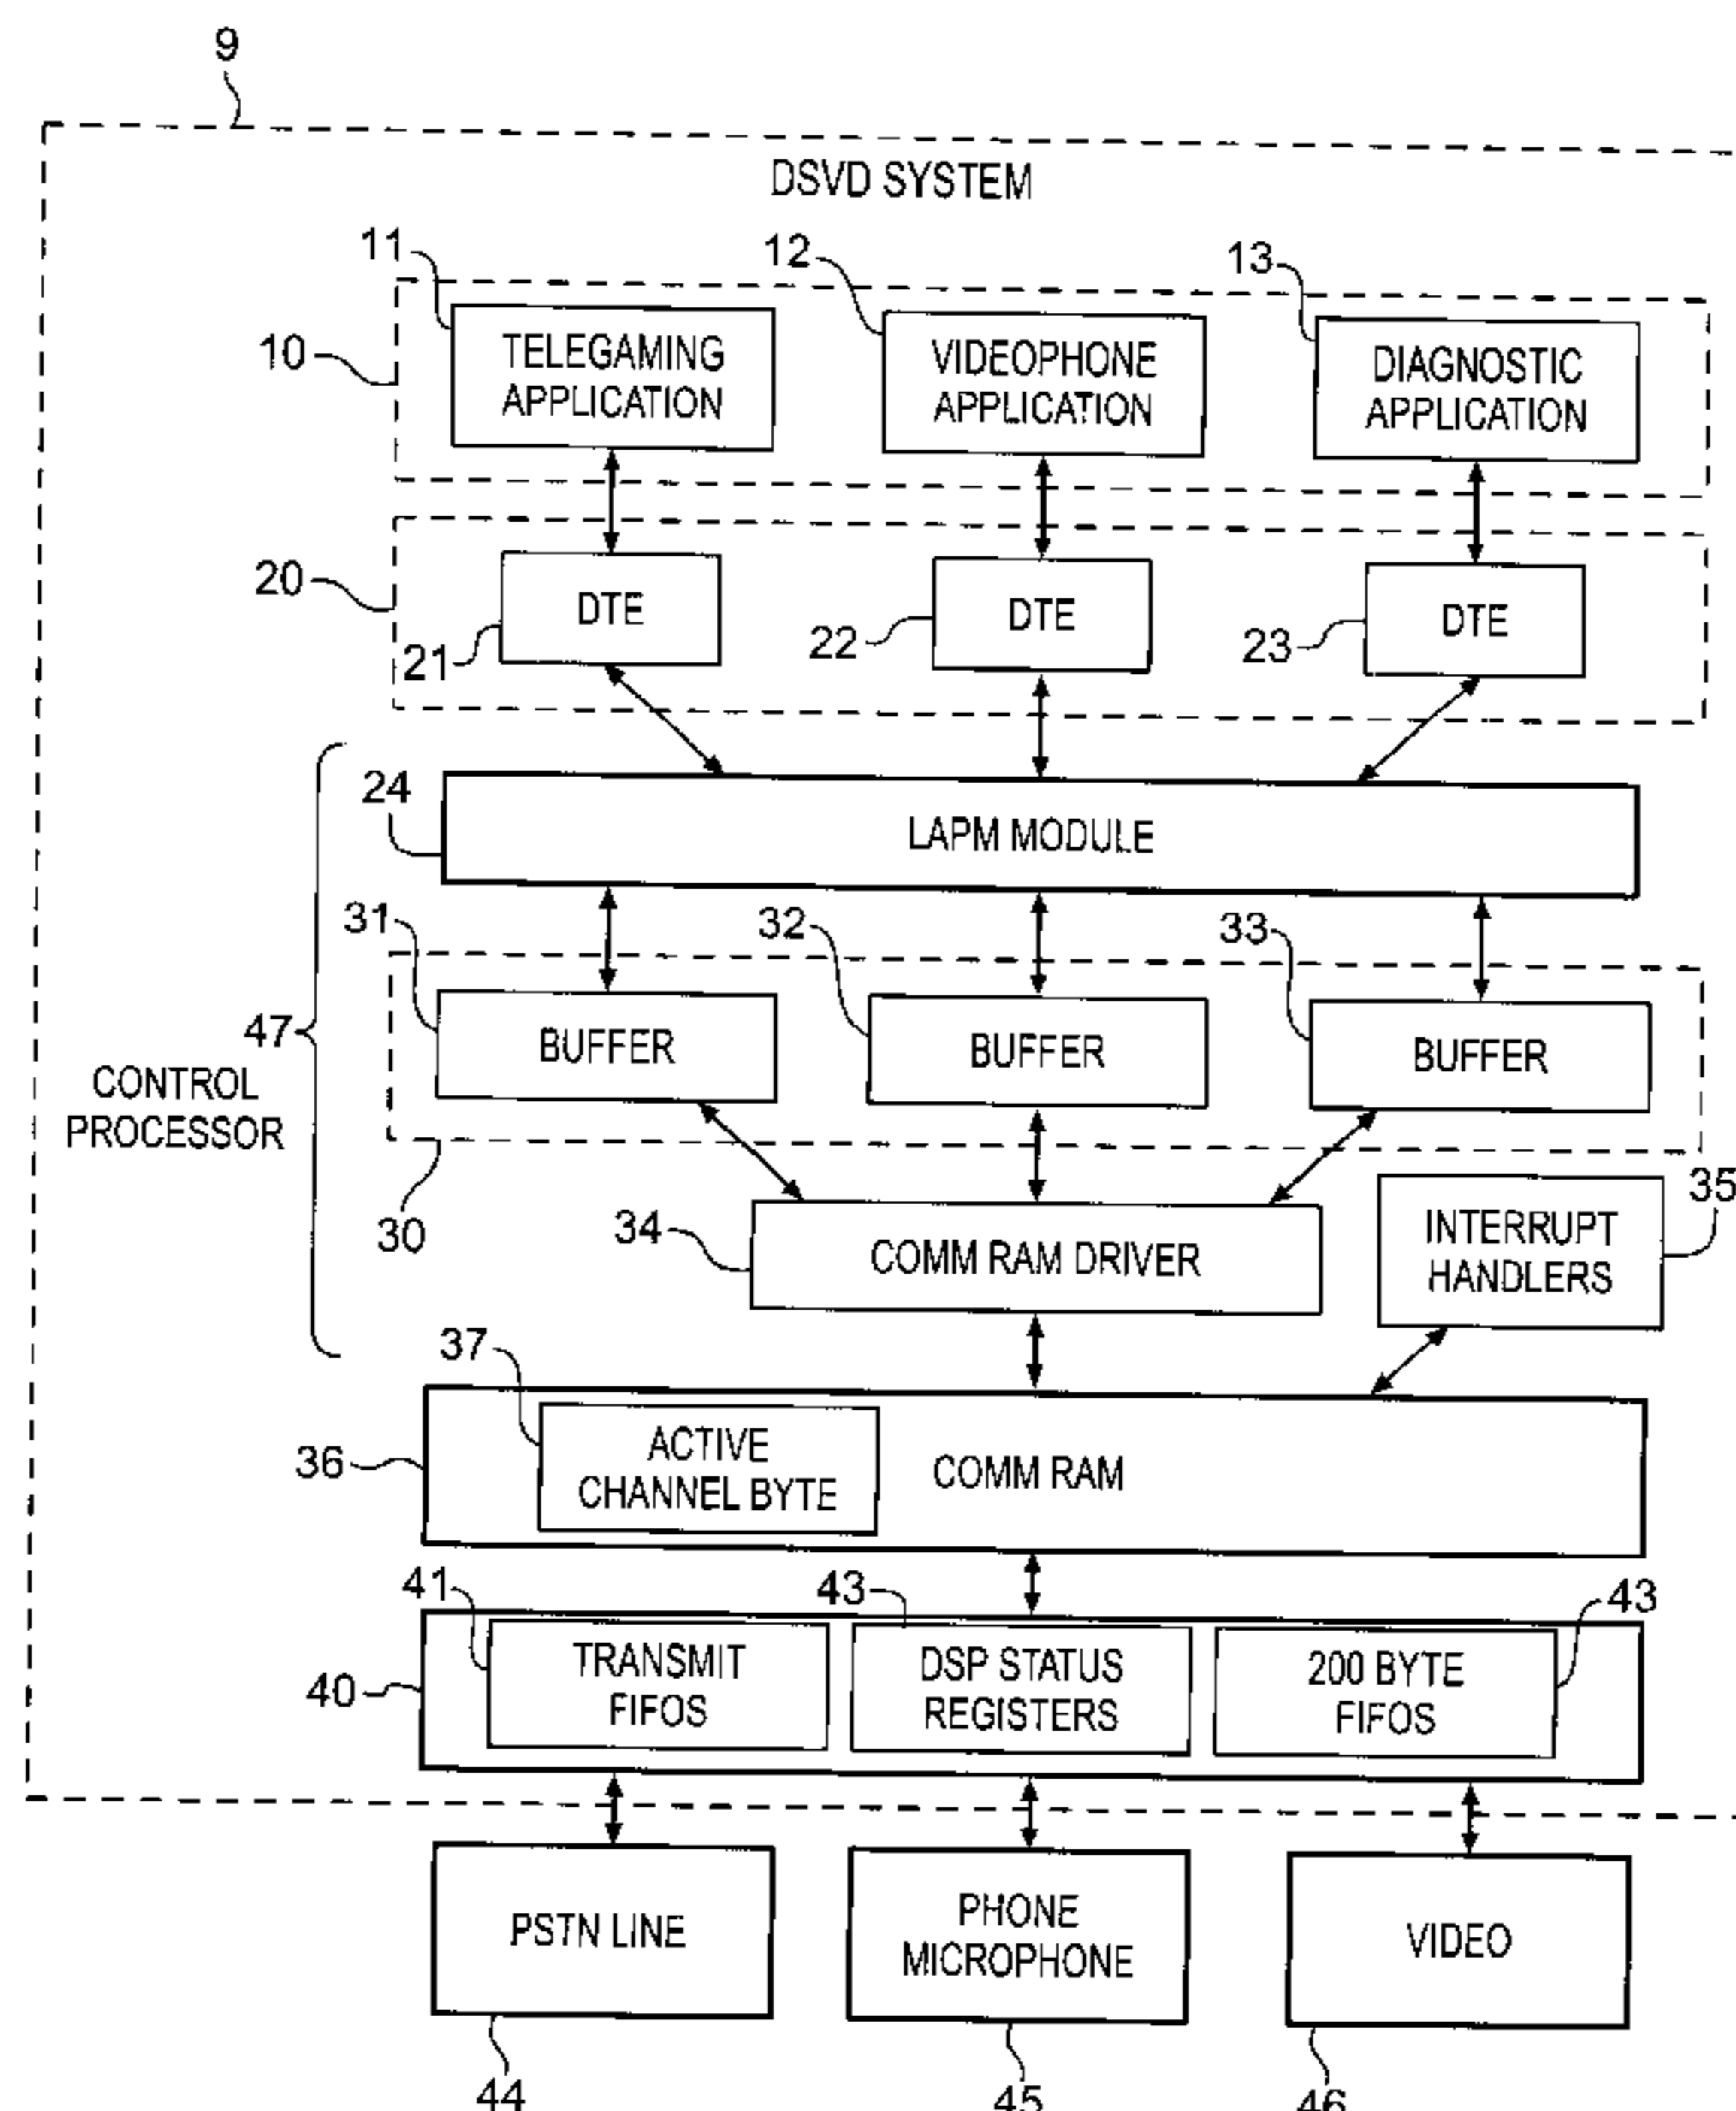 9
DSVD SYSTEM
11
12
13
10
TELEGAMING
APPLICATION
VIDEOPHONE
APPLICATION
DIAGNOSTIC
APPLICATION
20
DTE
DTE
DTE
21
22
23
24
LAPM MODULE
31
32
33
47
BUFFER
BUFFER
BUFFER
CONTROL
PROCESSOR
30
34
COMM RAM DRIVER
35
INTERRUPT
HANDLERS
37
36
ACTIVE
CHANNEL BYTE
COMM RAM
41
43
43
40
TRANSMIT
FIFOS
DSP STATUS
REGISTERS
200 BYTE
FIFOS
PSTN LINE
PHONE
MICROPHONE
VIDEO
44
45
46